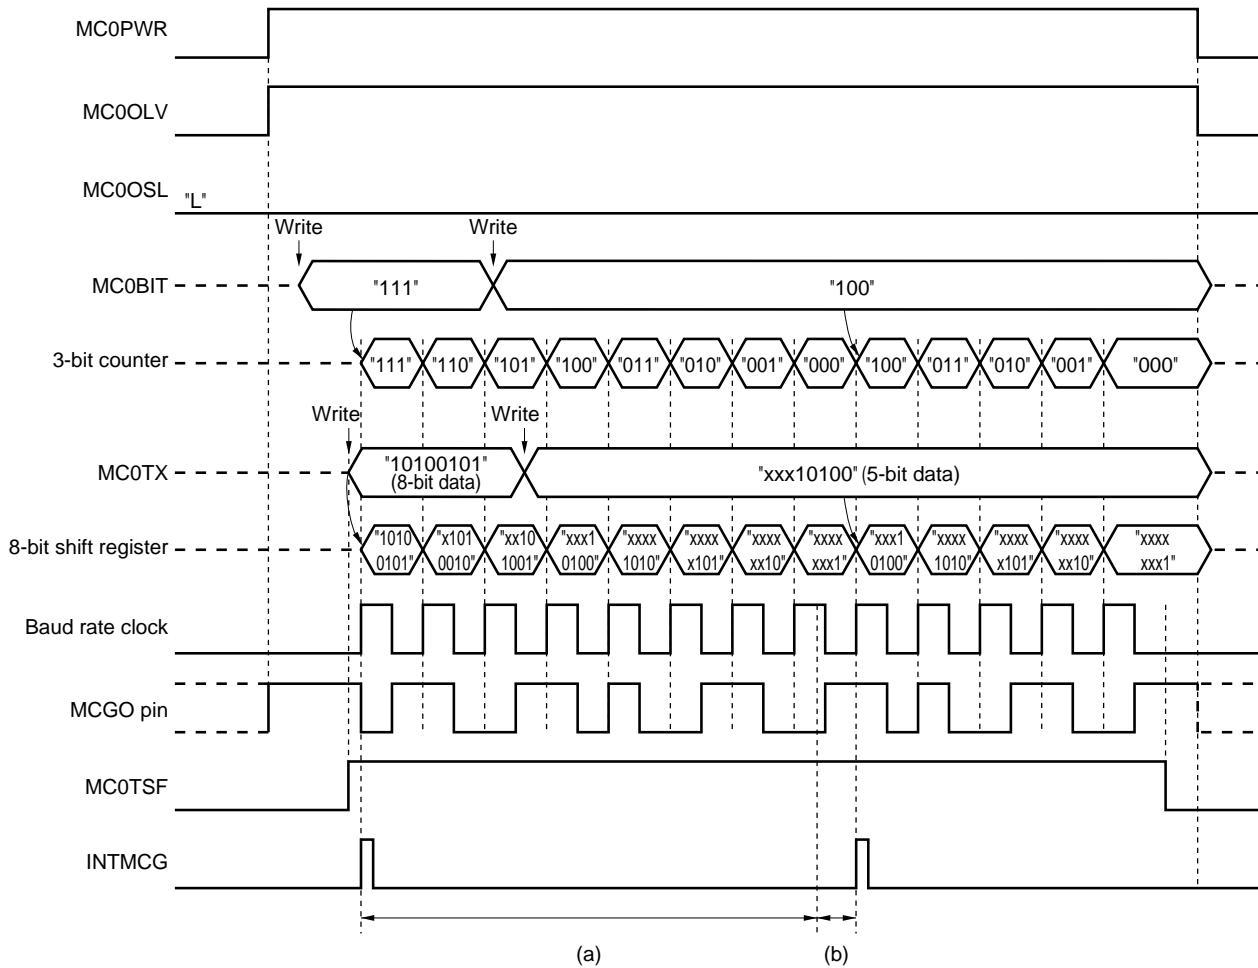 MC0PWR
MC0OLV
MC0OSL "L"
Write Write
MC0BIT "111" "100"
3-bit counter "111" "110" "101" "100" "011" "010" "001" "000" "100" "011" "010" "001" "000"
Write Write
MC0TX "10100101" "xxx10100" (5-bit data)
(8-bit data)
8-bit shift register "1010 "x101 "xx10 "xxx1 "xxxx "xxxx "xxxx "xxxx "xxx1 "xxxx "xxxx "xxxx "xxxx
0101" 0010" 1001" 0100" 1010" x101" xx10" xxx1" 0100" 1010" x101" xx10" xxx1"
Baud rate clock
MCGO pin
MC0TSF
INTMCG
(a) (b)